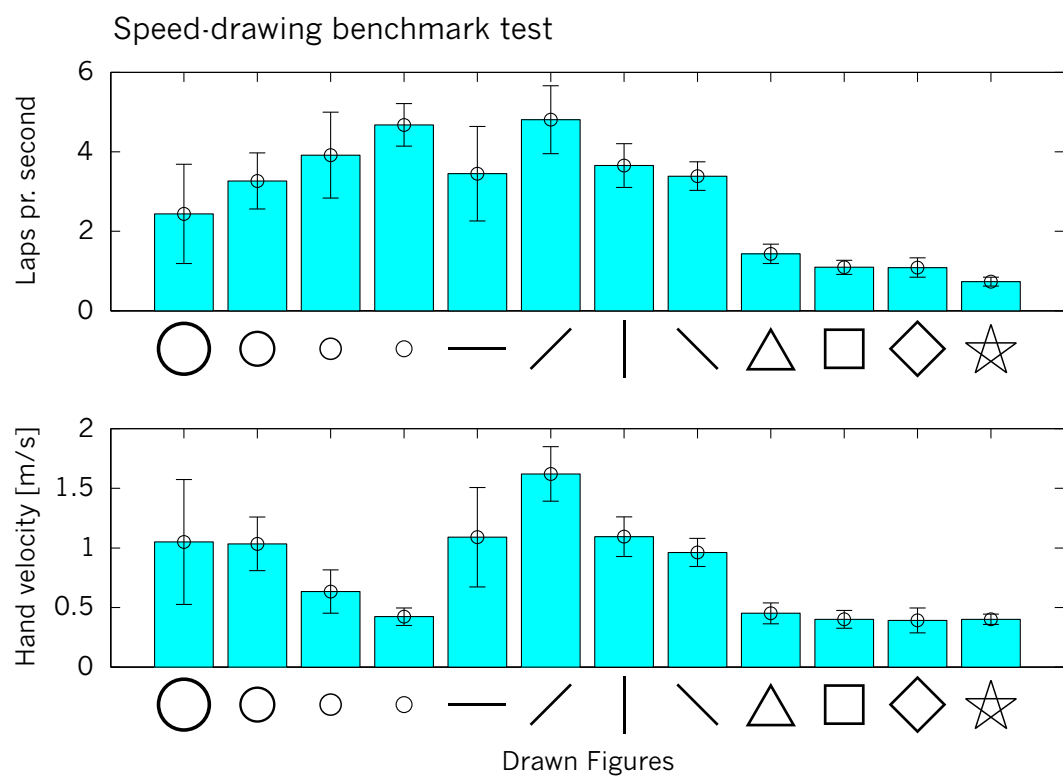 Speed-drawing benchmark test
Laps pr. second
6
4
2
0
Hand velocity [m/s]
2
1.5
1
0.5
0
Drawn Figures